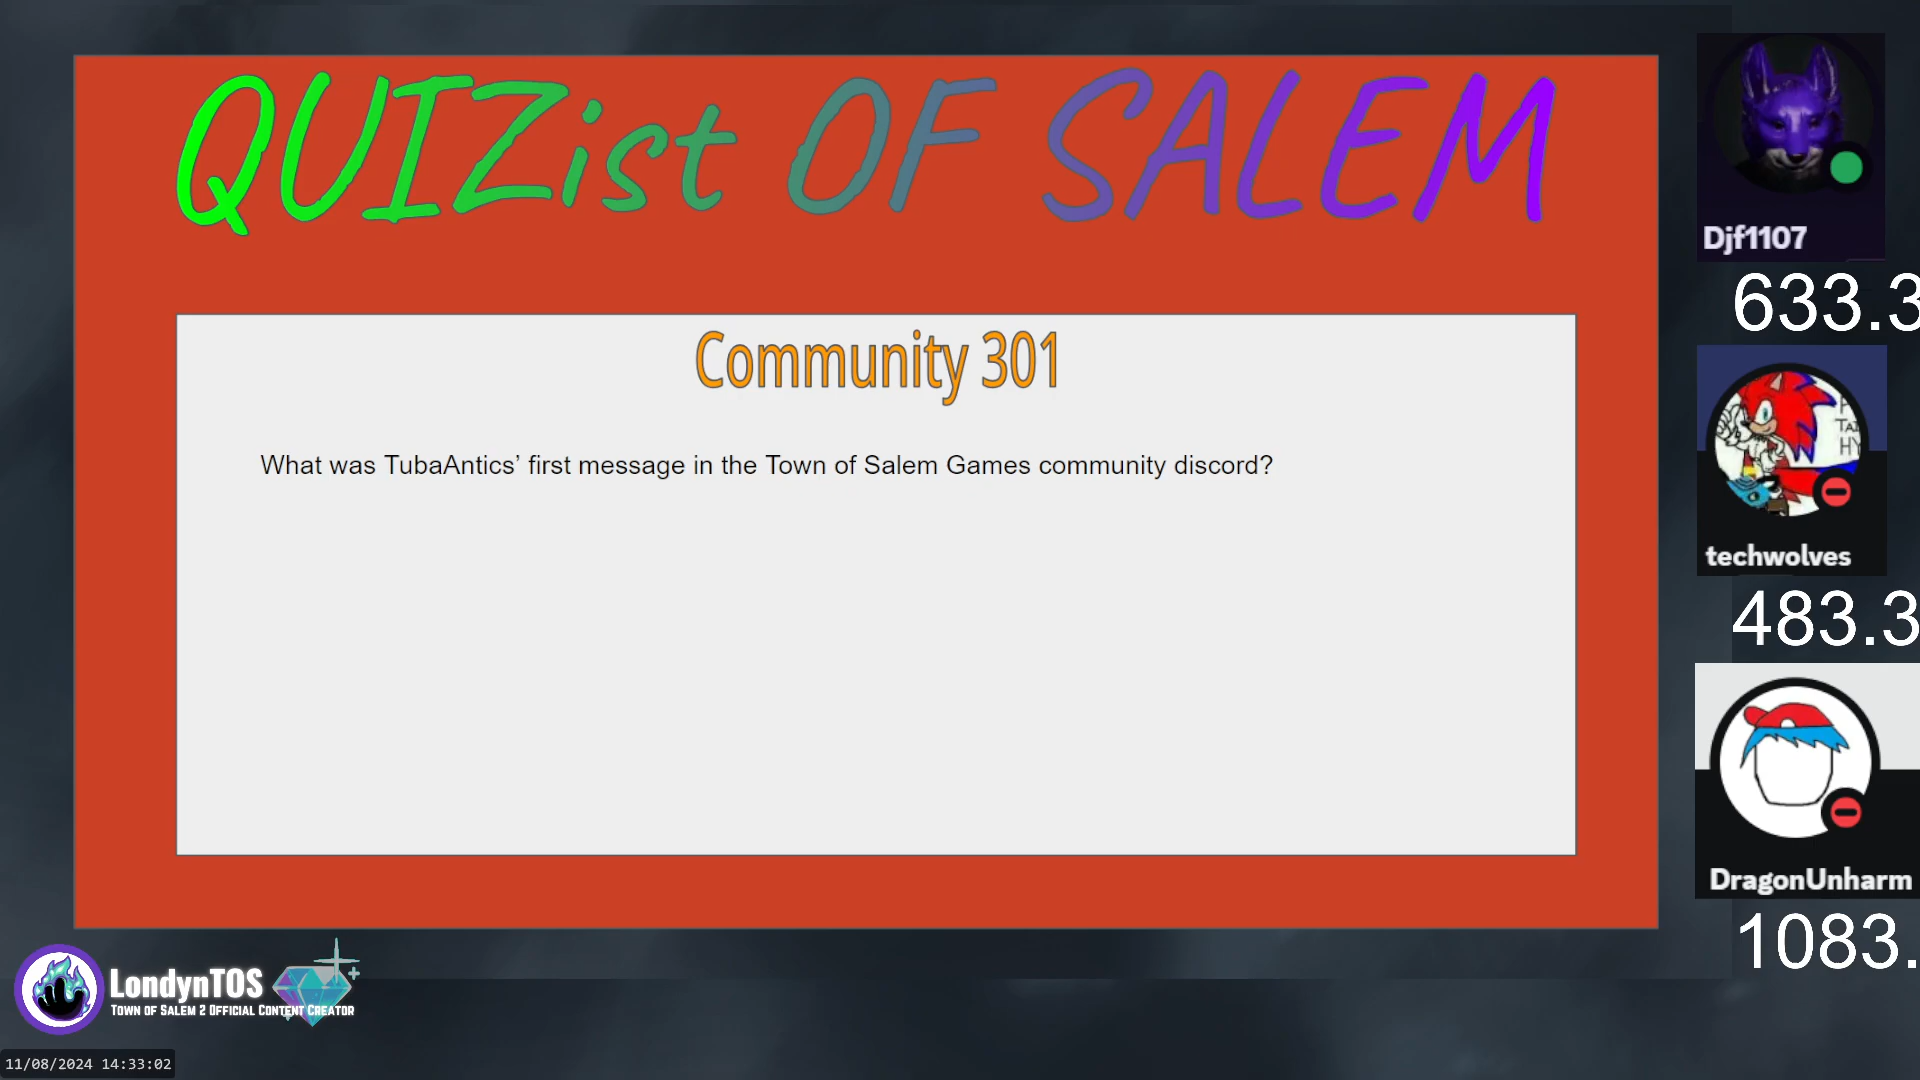 QUIZist OF SALEM
Community 301
What was TubaAntics’ first message in the Town of Salem Games community discord?
Djf1107
633.3
techwolves
483.3
DragonUnharm
1083.
LondynTOS
Town of Salem 2 Official Content Creator
11/08/2024 14:33:02